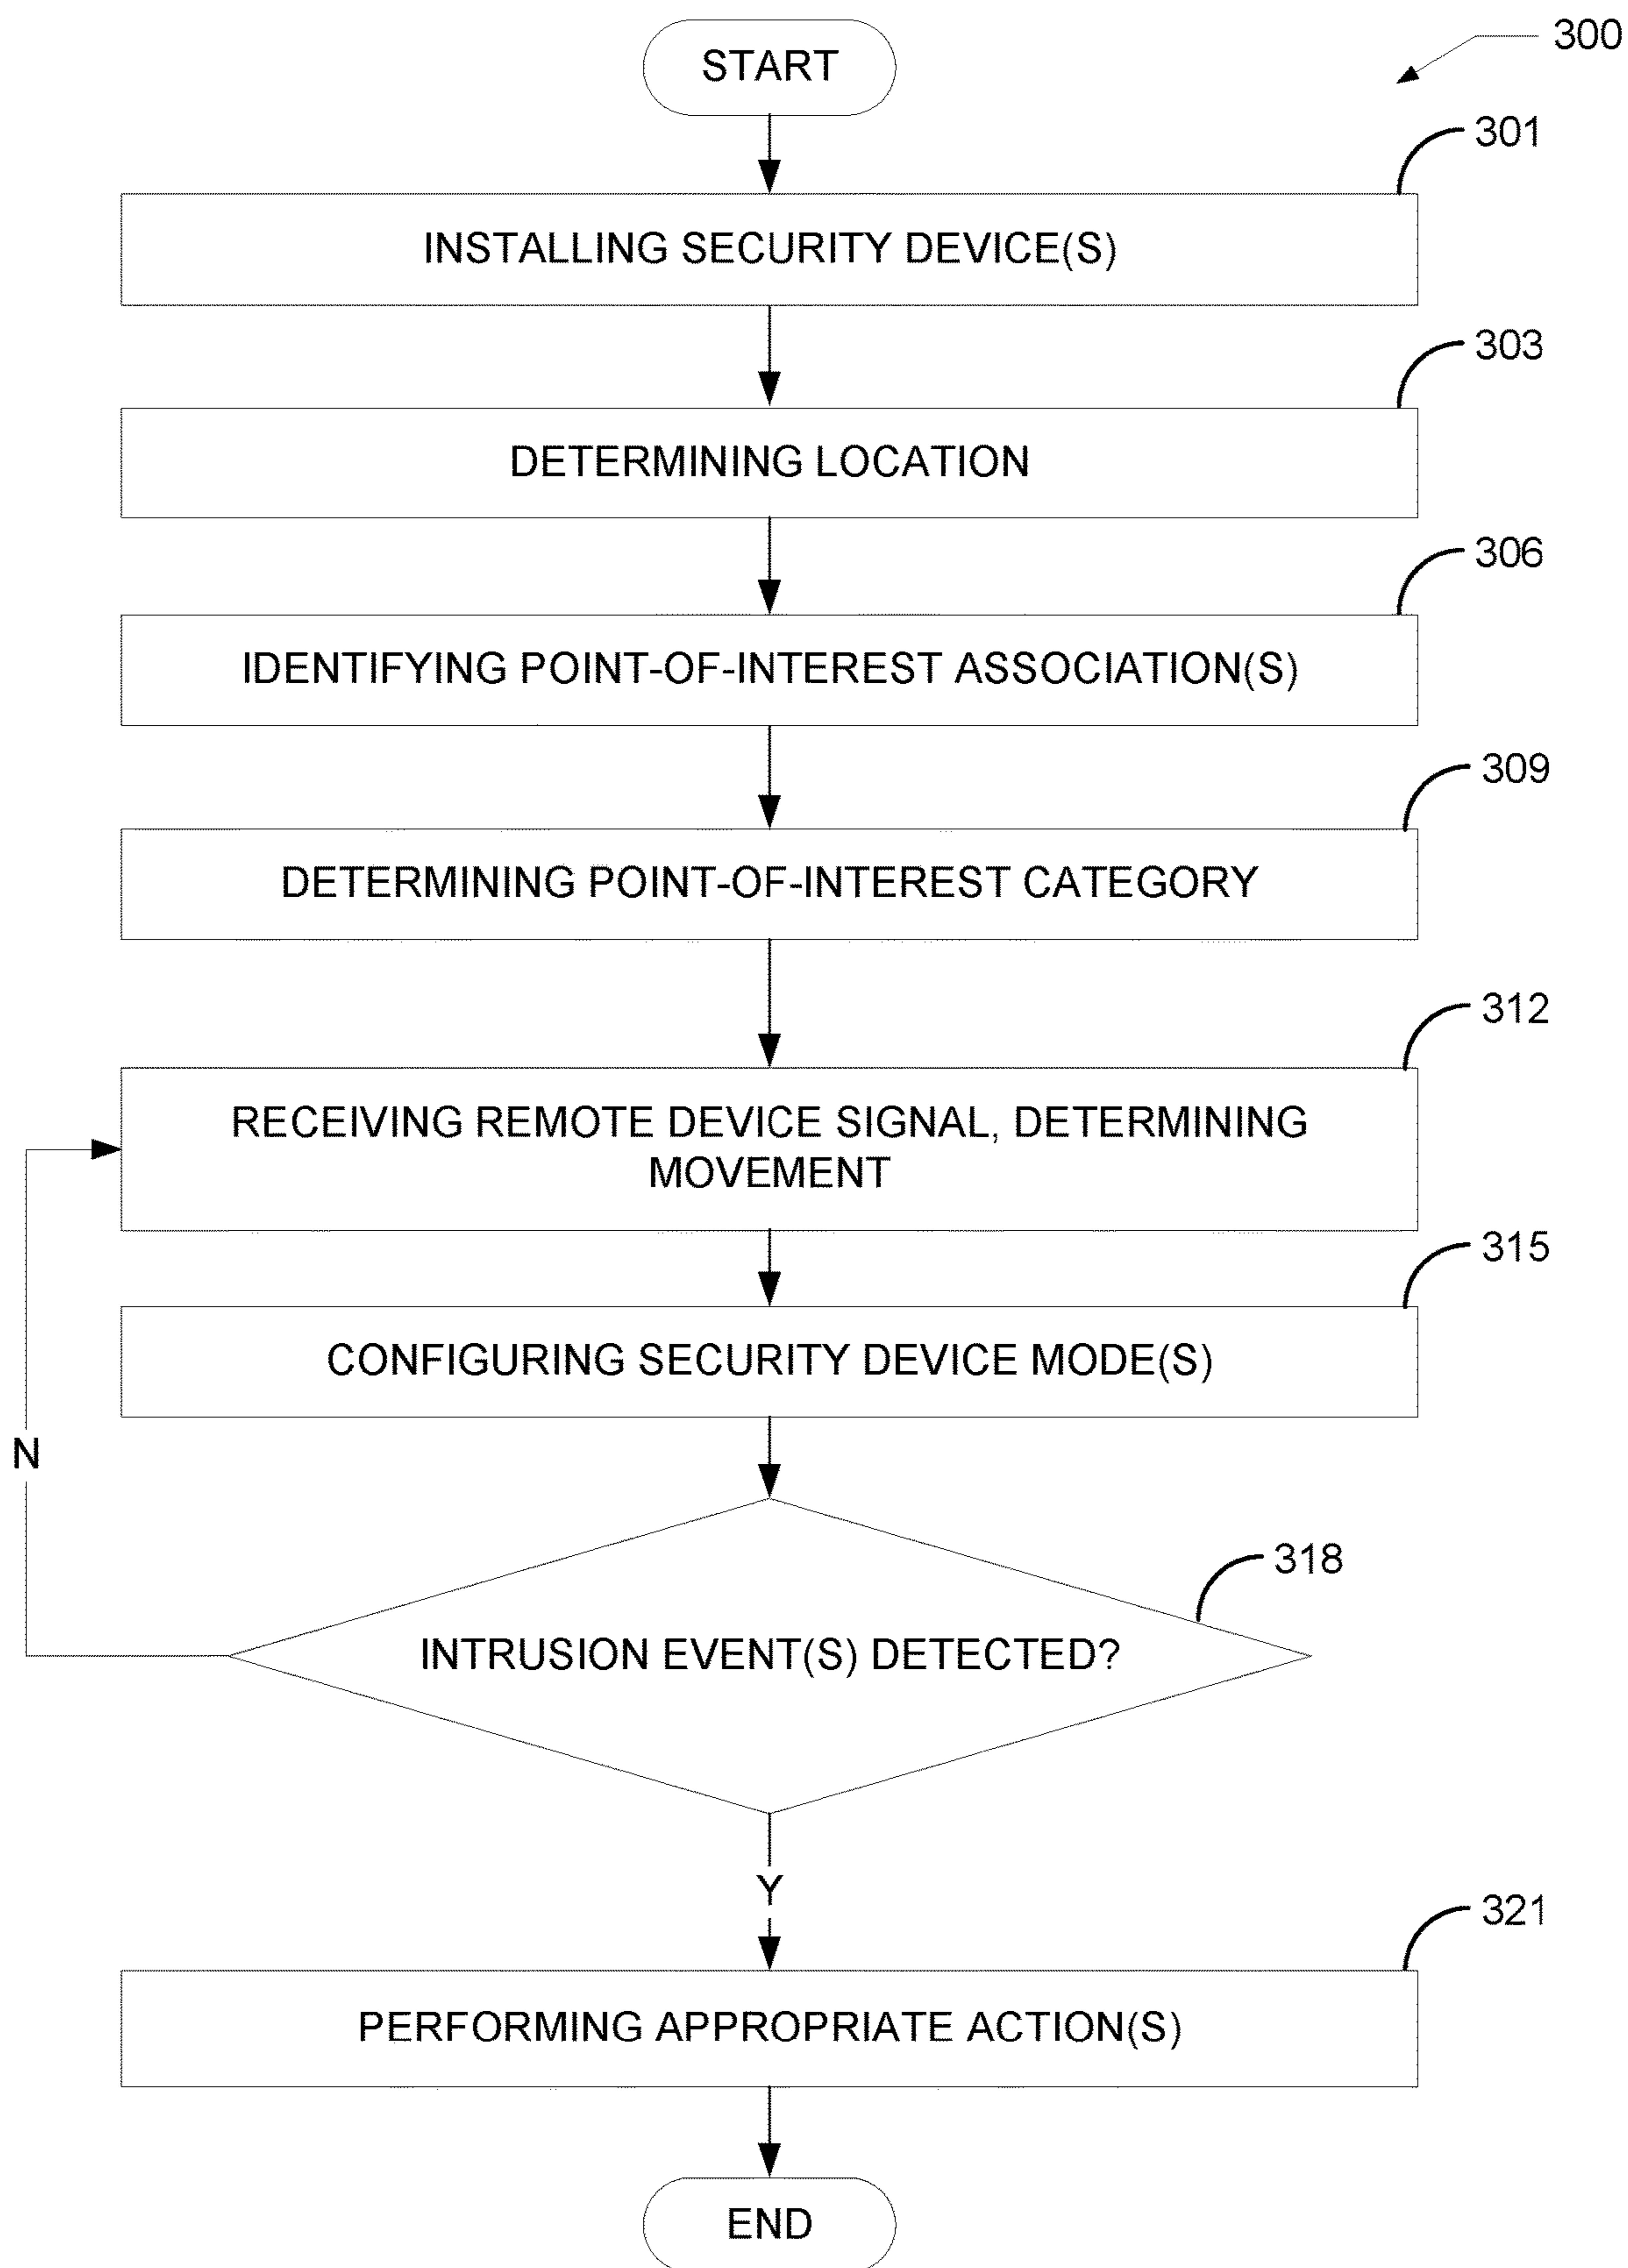 START
300
301
INSTALLING SECURITY DEVICE(S)
303
DETERMINING LOCATION
306
IDENTIFYING POINT-OF-INTEREST ASSOCIATION(S)
309
DETERMINING POINT-OF-INTEREST CATEGORY
312
RECEIVING REMOTE DEVICE SIGNAL, DETERMINING
MOVEMENT
315
CONFIGURING SECURITY DEVICE MODE(S)
N
318
INTRUSION EVENT(S) DETECTED?
Y
321
PERFORMING APPROPRIATE ACTION(S)
END